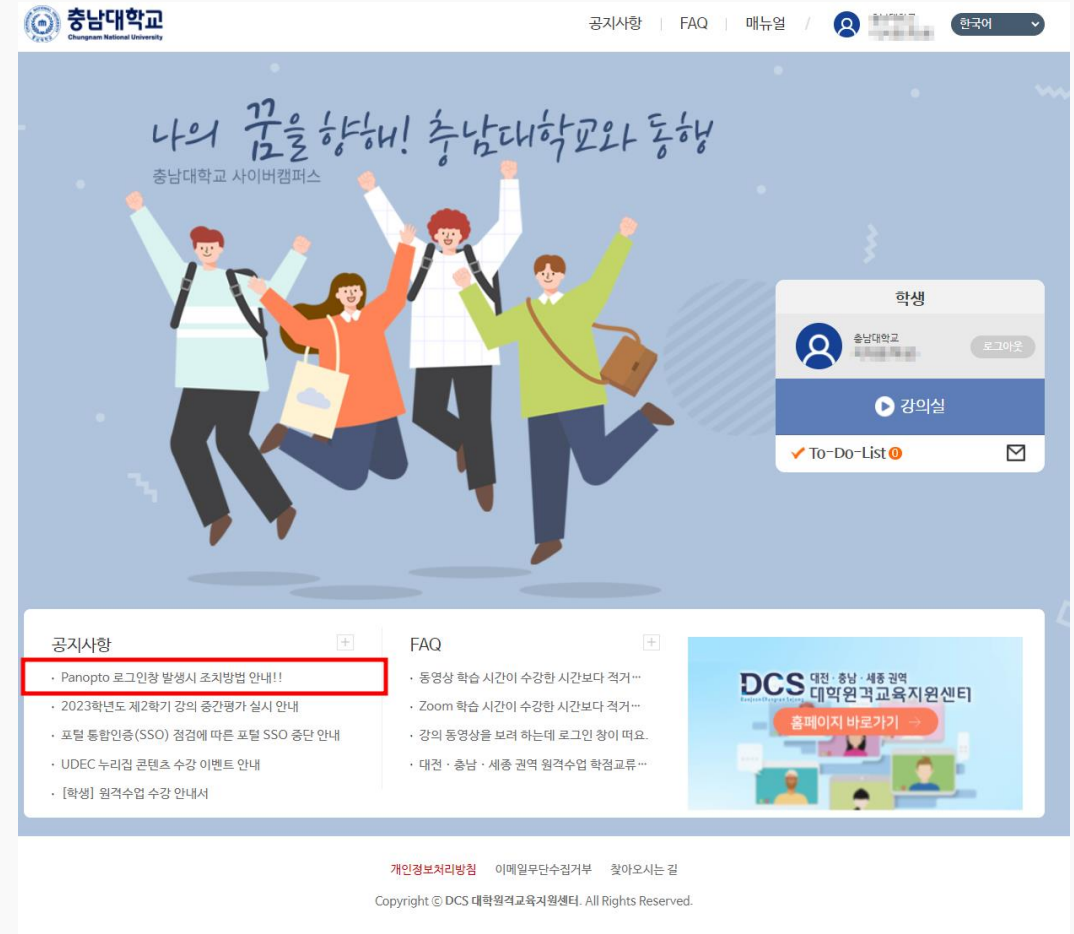 충남대학교
Chungnam National University
공지사항 | FAQ | 매뉴얼 /
한국어
나의 꿈을 향해! 충남대학교와 동행
충남대학교 사이버캠퍼스
학생
충남대학교
로그아웃
강의실
To-Do-List 0
공지사항
· Panopto 로그인창 발생시 조치방법 안내!!
· 2023학년도 제2학기 강의 중간평가 실시 안내
· 포털 통합인증(SSO) 점검에 따른 포털 SSO 중단 안내
· UDEC 누리집 콘텐츠 수강 이벤트 안내
· [학생] 원격수업 수강 안내서
FAQ
· 동영상 학습 시간이 수강한 시간보다 적거…
· Zoom 학습 시간이 수강한 시간보다 적거…
· 강의 동영상을 보려 하는데 로그인 창이 떠요.
· 대전 · 충남 · 세종 권역 원격수업 학점교류…
DCS 대전 · 충남 · 세종 권역
대학원격교육지원센터
홈페이지 바로가기 →
개인정보처리방침 이메일무단수집거부 찾아오시는 길
Copyright ⓒ DCS 대학원격교육지원센터. All Rights Reserved.